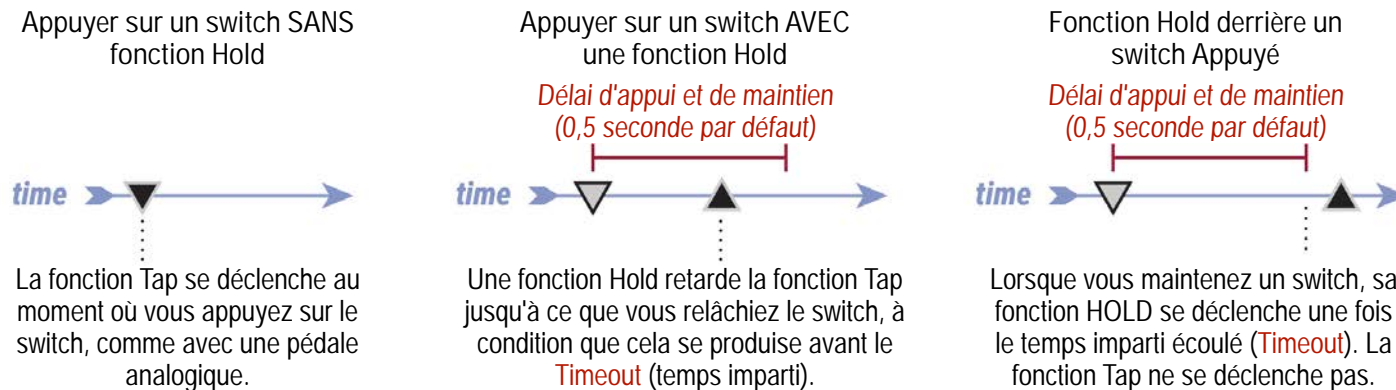 Appuyer sur un switch SANS
fonction Hold
time
La fonction Tap se déclenche au
moment où vous appuyez sur le
switch, comme avec une pédale
analogique.
Appuyer sur un switch AVEC
une fonction Hold
Délai d'appui et de maintien
(0,5 seconde par défaut)
time
Une fonction Hold retarde la fonction Tap
jusqu'à ce que vous relâchiez le switch, à
condition que cela se produise avant le
Timeout (temps imparti).
Fonction Hold derrière un
switch Appuyé
Délai d'appui et de maintien
(0,5 seconde par défaut)
time
Lorsque vous maintenez un switch, sa
fonction HOLD se déclenche une fois
le temps imparti écoulé (Timeout). La
fonction Tap ne se déclenche pas.